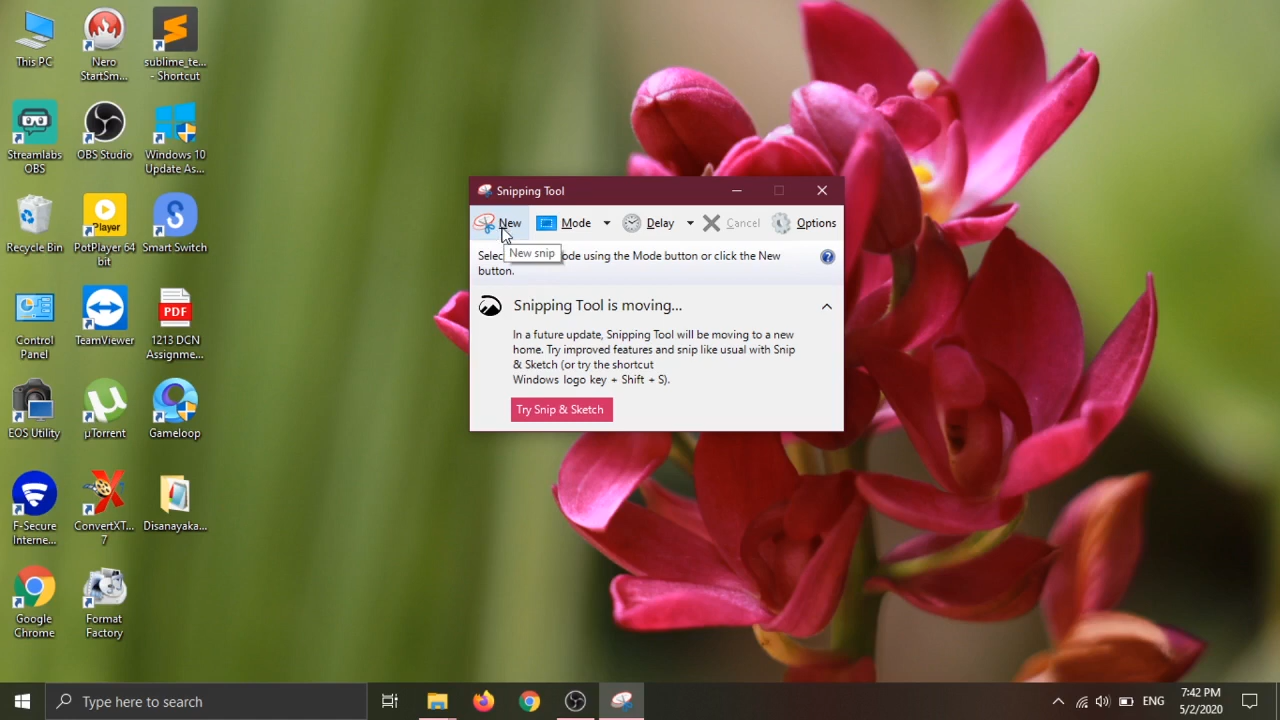 This PC
Nero
StartSm...
sublime_te...
- Shortcut
Streamlabs
OBS
OBS Studio
Windows 10
Update As...
Recycle Bin
Player
PotPlayer 64
bit
Smart Switch
Control
Panel
TeamViewer
PDF
1213 DCN
Assignme...
EOS Utility
µTorrent
Gameloop
F-Secure
Interne...
ConvertXT...
7
Disanayaka...
Google
Chrome
Format
Factory
Snipping Tool
New
Mode
Delay
Cancel
Options
New snip
Selec ode using the Mode button or click the New
button.
Snipping Tool is moving...
In a future update, Snipping Tool will be moving to a new
home. Try improved features and snip like usual with Snip
& Sketch (or try the shortcut
Windows logo key + Shift + S).
Try Snip & Sketch
Type here to search
ENG
7:42 PM
5/2/2020